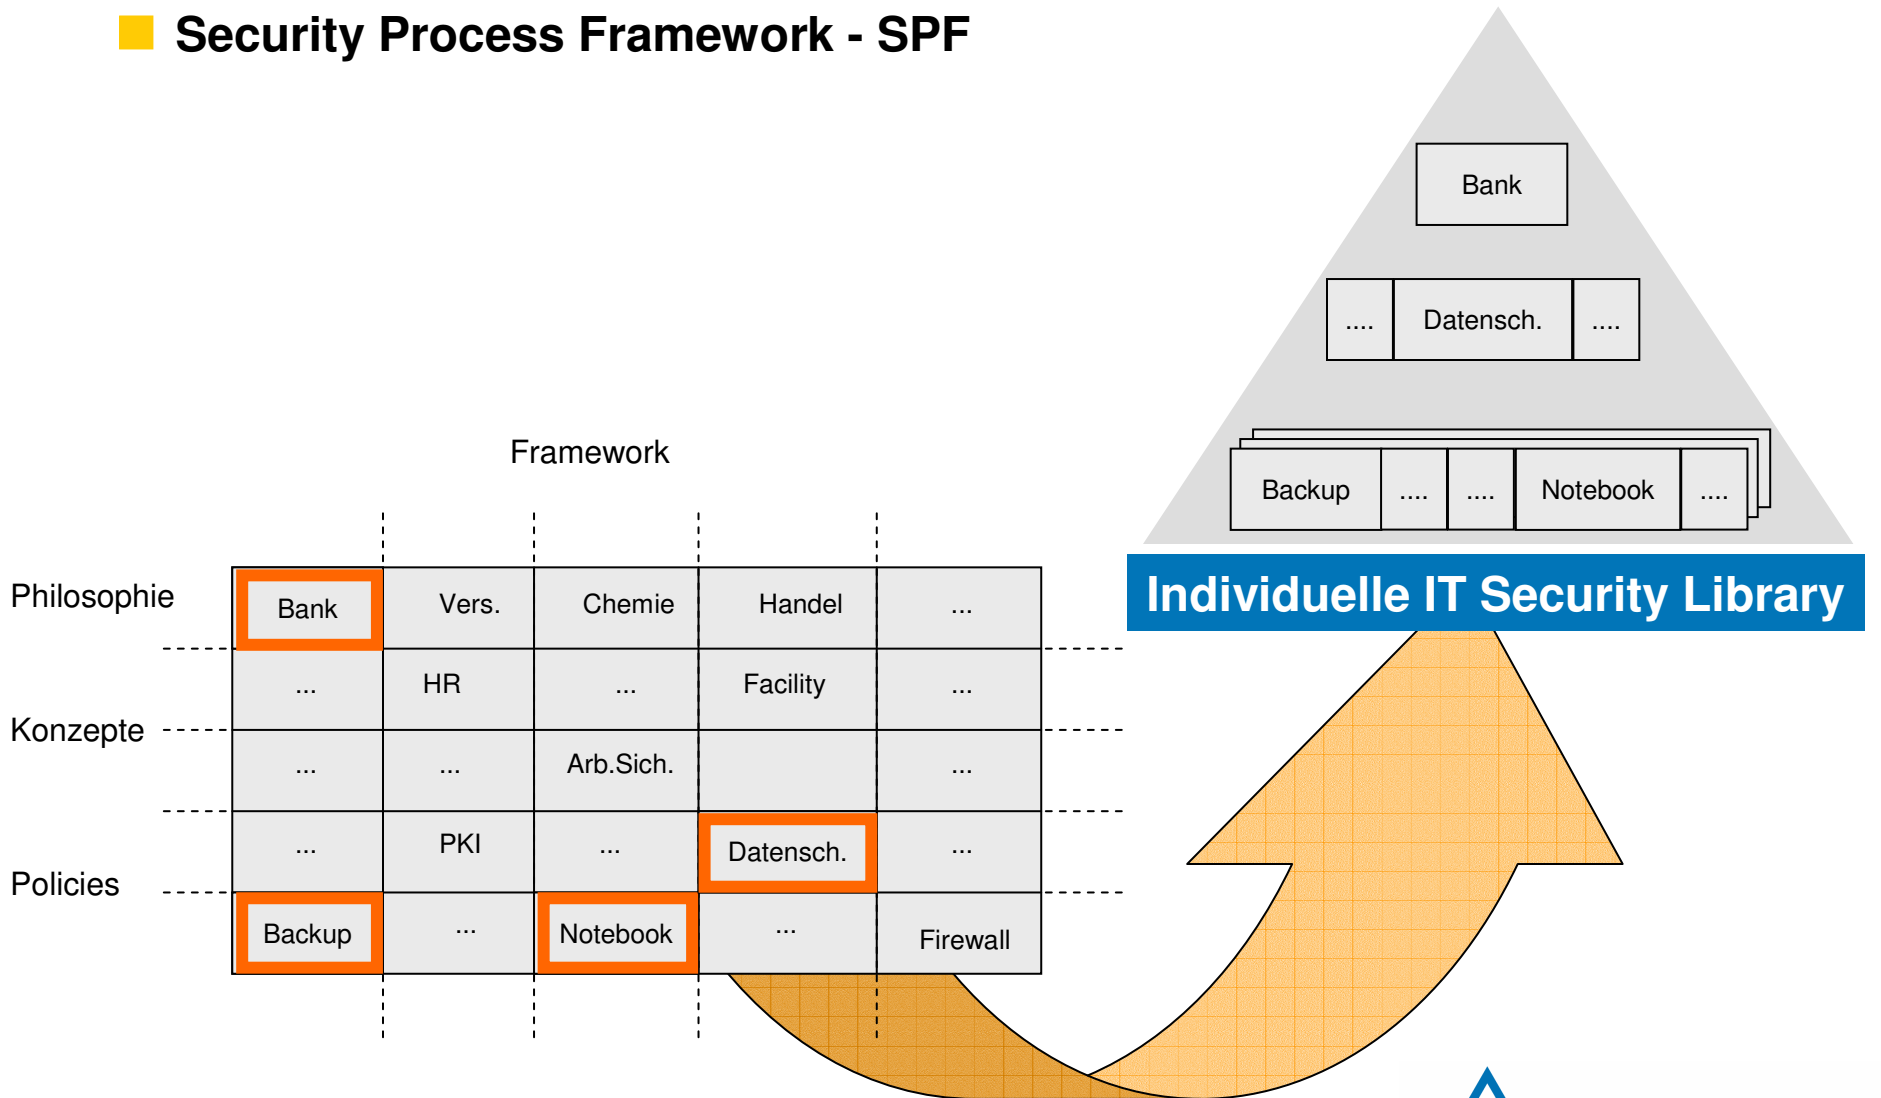 Security Process Framework - SPF
Bank
.... Datensch. ....
Backup .... .... Notebook ....
Individuelle IT Security Library
Framework
Philosophie
Bank Vers. Chemie Handel ...
... HR ... Facility ...
Konzepte
... ... Arb.Sich. ...
... PKI ... Datensch. ...
Policies
Backup ... Notebook ... Firewall